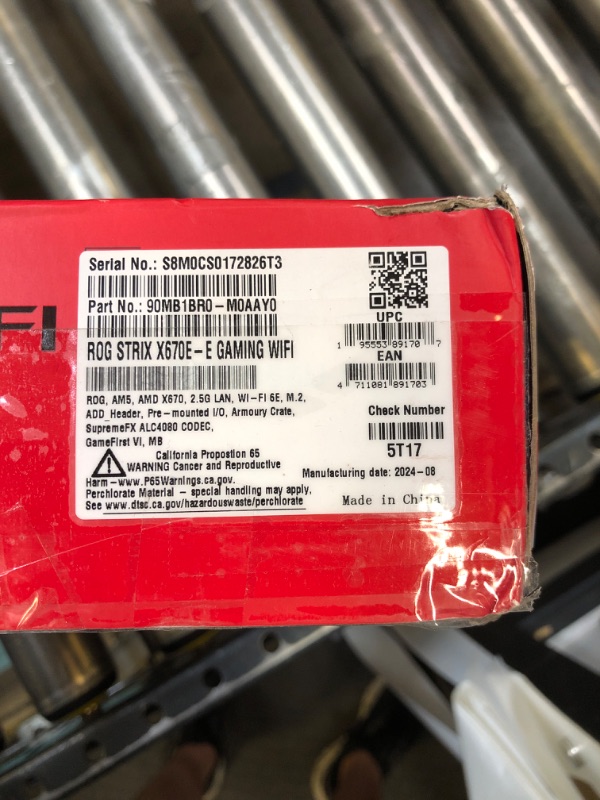 FI
Serial No.: S8M0CS0172826T3
Part No.: 90MB1BR0-M0AAY0
ROG STRIX X670E-E GAMING WIFI
UPC
1 95553 89170 7
EAN
4 711081 891703
ROG, AM5, AMD X670, 2.5G LAN, WI-FI 6E, M.2,
ADD_Header, Pre-mounted I/O, Armoury Crate,
SupremeFX ALC4080 CODEC,
GameFirst VI, MB
Check Number
5T17
California Propostion 65
WARNING Cancer and Reproductive
Harm-www.P65Warnings.ca.gov.
Perchlorate Material - special handling may apply,
See www.dtsc.ca.gov/hazardouswaste/perchlorate
Manufacturing date: 2024-08
Made in China